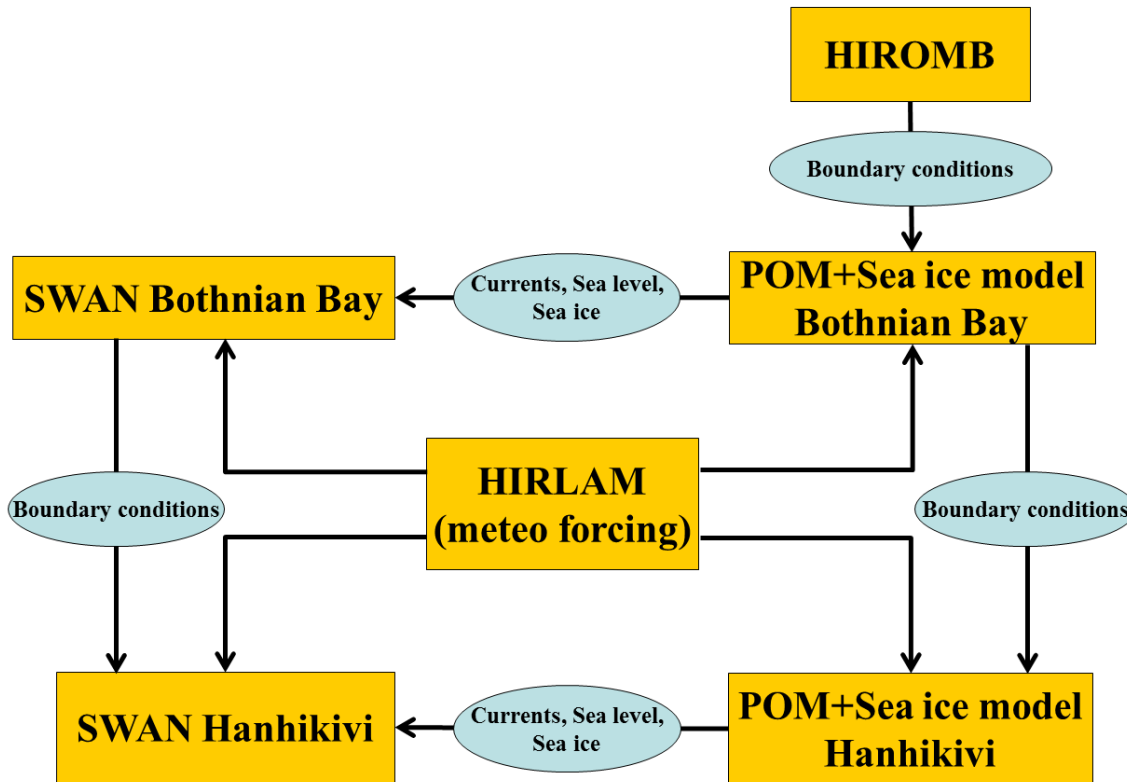 HIROMB
Boundary conditions
SWAN Bothnian Bay
Currents, Sea level,
Sea ice
POM+Sea ice model
Bothnian Bay
HIRLAM
(meteo forcing)
Boundary conditions
Boundary conditions
SWAN Hanhikivi
Currents, Sea level,
Sea ice
POM+Sea ice model
Hanhikivi